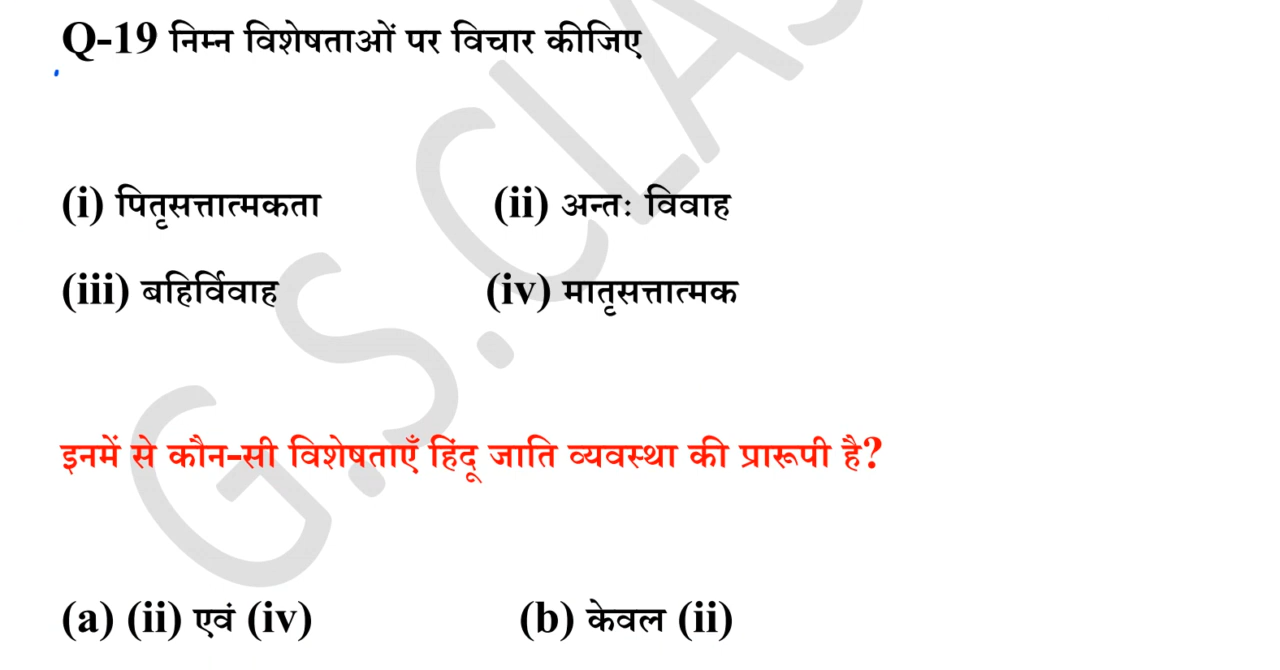 Q-19 निम्न विशेषताओं पर विचार कीजिए
(i) पितृसत्तात्मकता (ii) अन्तः विवाह
(iii) बहिर्विवाह (iv) मातृसत्तात्मक
इनमें से कौन-सी विशेषताएँ हिंदू जाति व्यवस्था की प्रारूपी है?
(a) (ii) एवं (iv) (b) केवल (ii)
G.S.CLAS